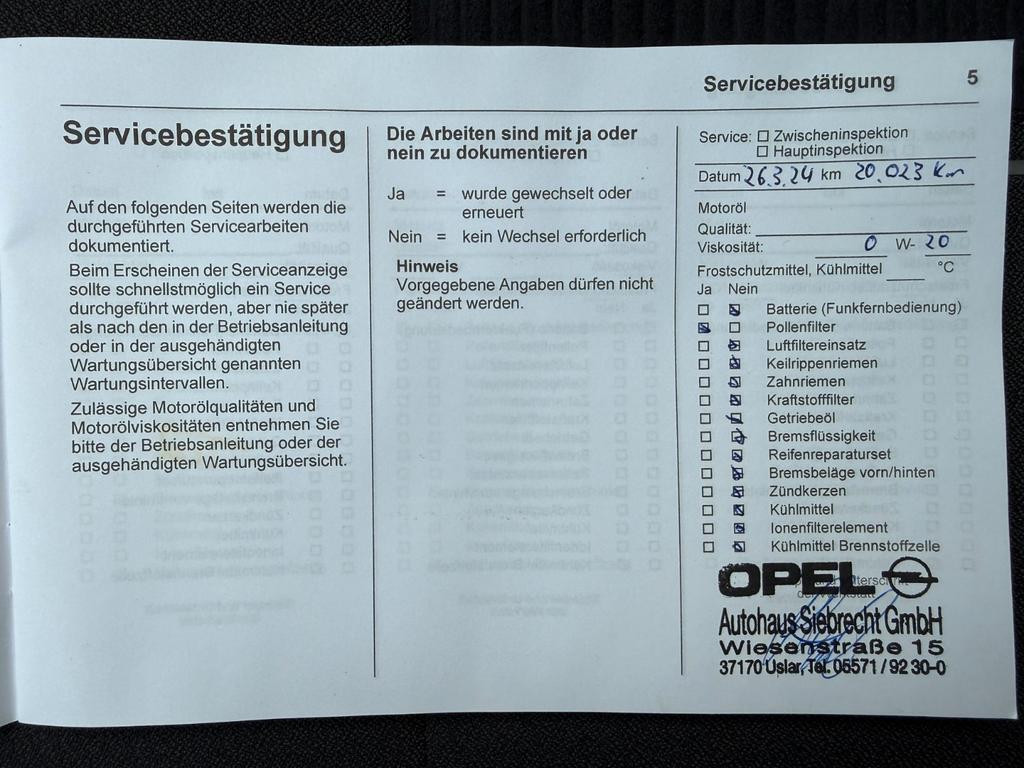 Servicebestätigung 5
Servicebestätigung
Auf den folgenden Seiten werden die
durchgeführten Servicearbeiten
dokumentiert.
Beim Erscheinen der Serviceanzeige
sollte schnellstmöglich ein Service
durchgeführt werden, aber nie später
als nach den in der Betriebsanleitung
oder in der ausgehändigten
Wartungsübersicht genannten
Wartungsintervallen.
Zulässige Motorölqualitäten und
Motorölviskositäten entnehmen Sie
bitte der Betriebsanleitung oder der
ausgehändigten Wartungsübersicht.
Die Arbeiten sind mit ja oder
nein zu dokumentieren
Ja = wurde gewechselt oder
erneuert
Nein = kein Wechsel erforderlich
Hinweis
Vorgegebene Angaben dürfen nicht
geändert werden.
Service: ☐ Zwischeninspektion
☐ Hauptinspektion
Datum 26.3.24 km 20.023 Km
Motoröl
Qualität:
Viskosität: 0 W- 20
Frostschutzmittel, Kühlmittel °C
Ja Nein
☐ ☒ Batterie (Funkfernbedienung)
☒ ☐ Pollenfilter
☐ ☒ Luftfiltereinsatz
☐ ☒ Keilrippenriemen
☐ ☒ Zahnriemen
☐ ☒ Kraftstofffilter
☐ ☒ Getriebeöl
☐ ☒ Bremsflüssigkeit
☐ ☒ Reifenreparaturset
☐ ☒ Bremsbeläge vorn/hinten
☐ ☒ Zündkerzen
☐ ☒ Kühlmittel
☐ ☒ Ionenfilterelement
☐ ☒ Kühlmittel Brennstoffzelle
OPEL
Autohaus Siebrecht GmbH
Wiesenstraße 15
37170 Uslar, Tel. 05571 / 92 30-0